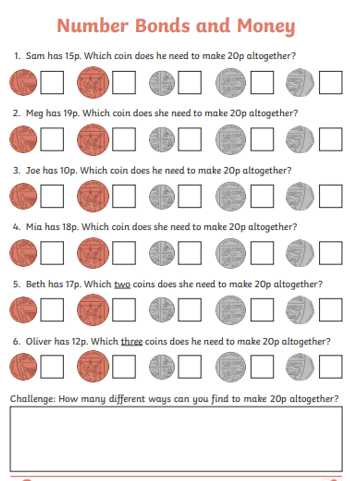 Number Bonds and Money
1. Sam has 15p. Which coin does he need to make 20p altogether?
2. Meg has 19p. Which coin does she need to make 20p altogether?
3. Joe has 10p. Which coin does he need to make 20p altogether?
4. Mia has 18p. Which coin does she need to make 20p altogether?
5. Beth has 17p. Which two coins does she need to make 20p altogether?
6. Oliver has 12p. Which three coins does he need to make 20p altogether?
Challenge: How many different ways can you find to make 20p altogether?